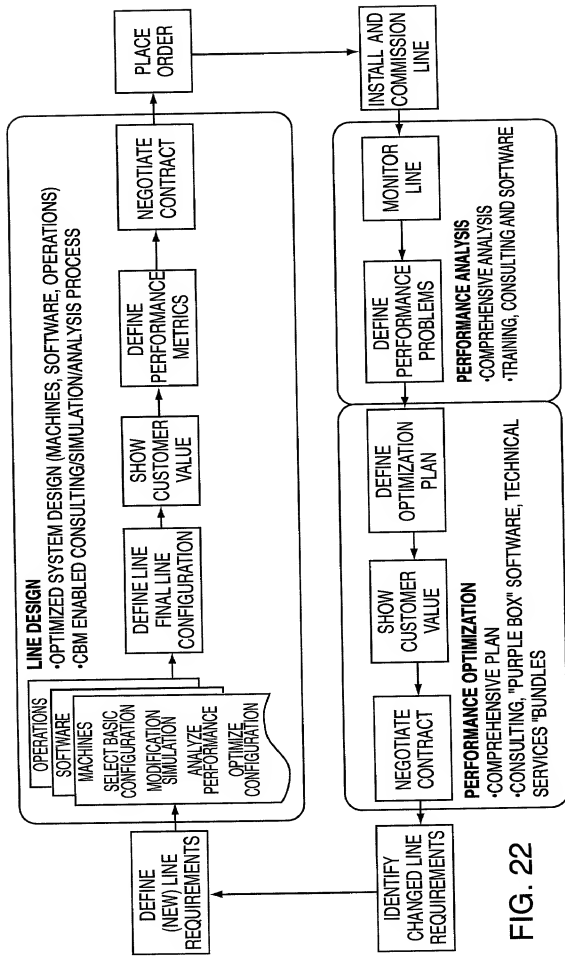 LINE DESIGN
•OPTIMIZED SYSTEM DESIGN (MACHINES, SOFTWARE, OPERATIONS)
•CBM ENABLED CONSULTING/SIMULATION/ANALYSIS PROCESS
DEFINE
(NEW) LINE
REQUIREMENTS
OPERATIONS
SOFTWARE
MACHINES
SELECT BASIC
CONFIGURATION
MODIFICATION
SIMULATION
ANALYZE
PERFORMANCE
OPTIMIZE
CONFIGURATION
DEFINE LINE
FINAL LINE
CONFIGURATION
SHOW
CUSTOMER
VALUE
DEFINE
PERFORMANCE
METRICS
NEGOTIATE
CONTRACT
PLACE
ORDER
INSTALL AND
COMMISSION
LINE
MONITOR
LINE
DEFINE
PERFORMANCE
PROBLEMS
PERFORMANCE ANALYSIS
•COMPREHENSIVE ANALYSIS
•TRAINING, CONSULTING AND SOFTWARE
DEFINE
OPTIMIZATION
PLAN
SHOW
CUSTOMER
VALUE
NEGOTIATE
CONTRACT
PERFORMANCE OPTIMIZATION
•COMPREHENSIVE PLAN
•CONSULTING, "PURPLE BOX" SOFTWARE, TECHNICAL
SERVICES "BUNDLES
IDENTIFY
CHANGED LINE
REQUIREMENTS
FIG. 22